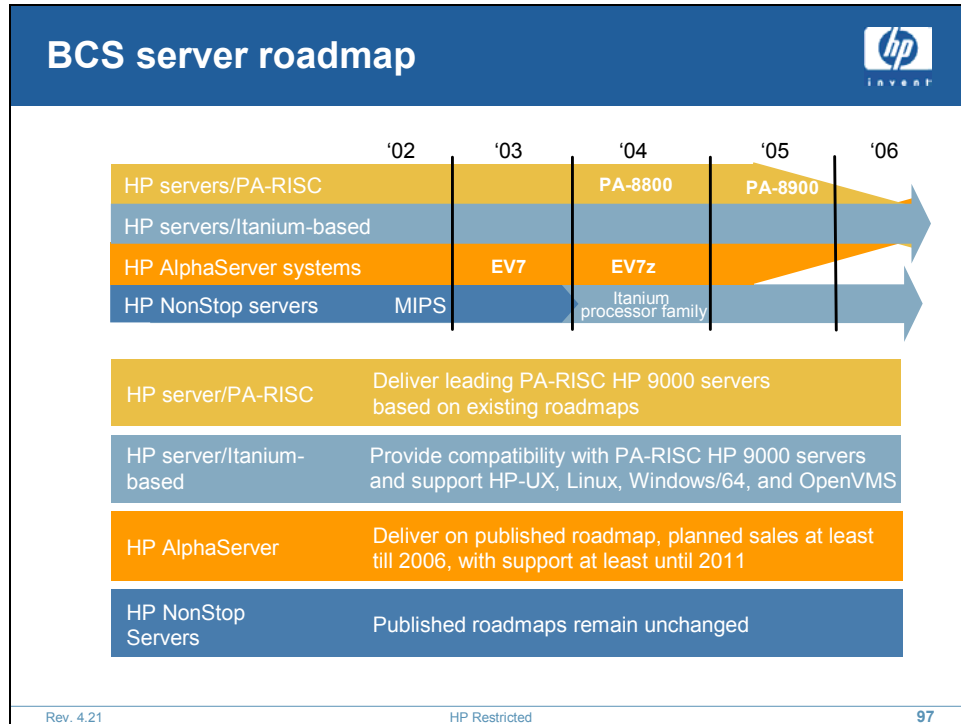 BCS server roadmap
hp
invent
‘02 ‘03 ‘04 ‘05 ‘06
HP servers/PA-RISC PA-8800 PA-8900
HP servers/Itanium-based
HP AlphaServer systems EV7 EV7z
HP NonStop servers MIPS Itanium
processor family
HP server/PA-RISC
Deliver leading PA-RISC HP 9000 servers
based on existing roadmaps
HP server/Itanium-
based
Provide compatibility with PA-RISC HP 9000 servers
and support HP-UX, Linux, Windows/64, and OpenVMS
HP AlphaServer
Deliver on published roadmap, planned sales at least
till 2006, with support at least until 2011
HP NonStop
Servers
Published roadmaps remain unchanged
Rev. 4.21 HP Restricted 97